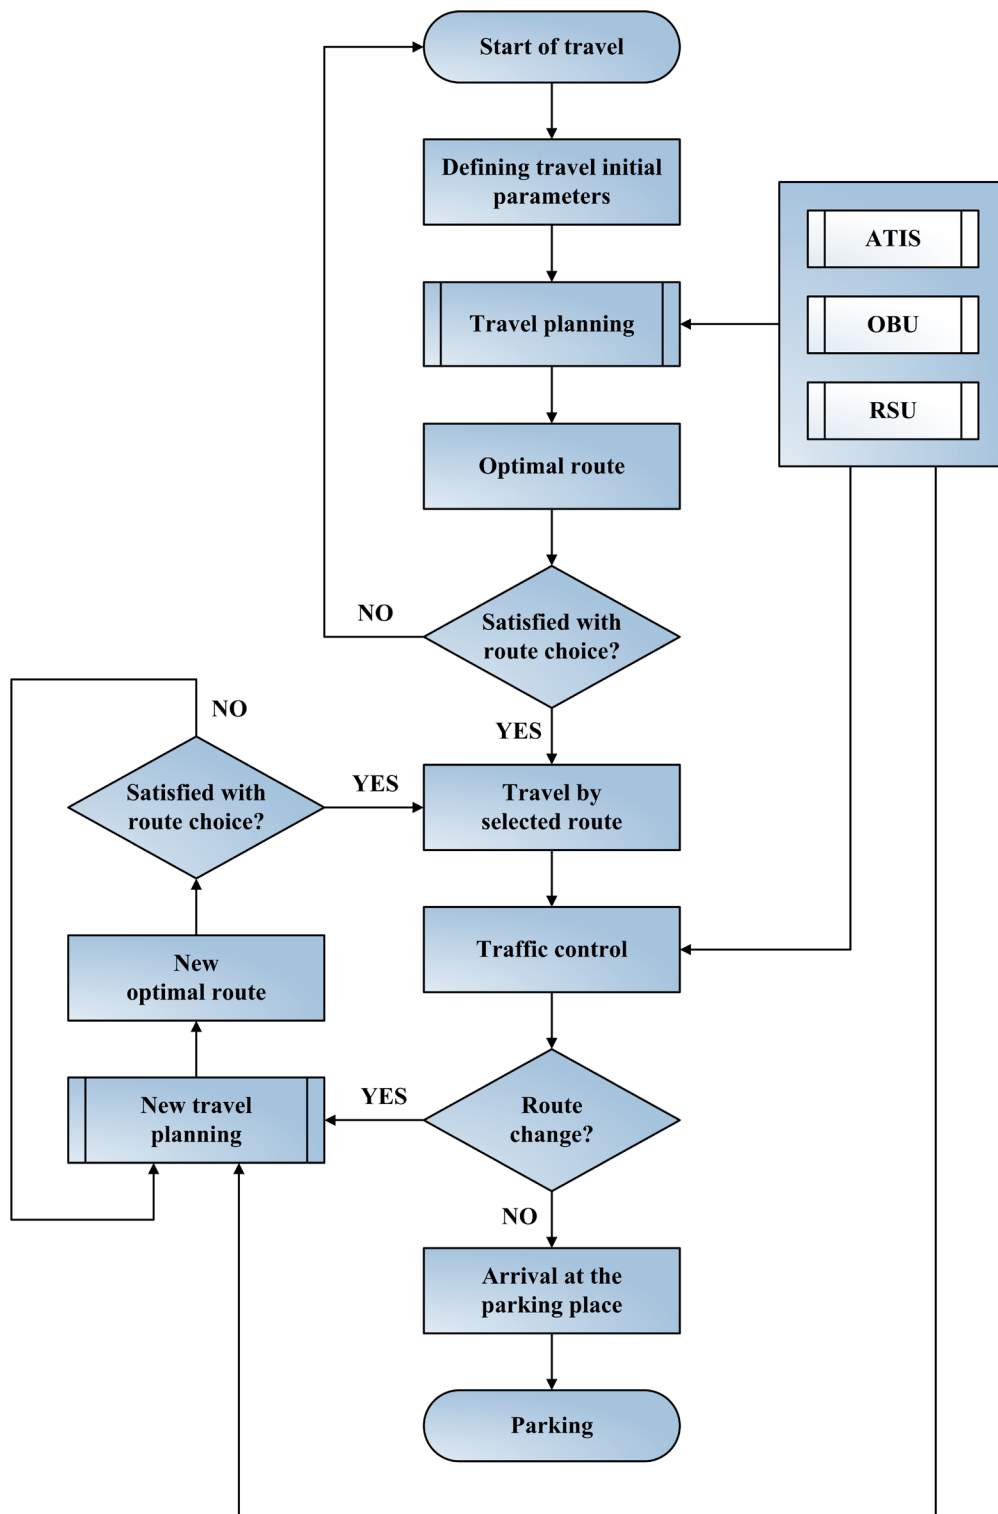 Start of travel
Defining travel initial
parameters
ATIS
Travel planning
OBU
RSU
Optimal route
NO
Satisfied with
route choice?
NO
YES
Satisfied with
route choice?
YES
Travel by
selected route
New
optimal route
Traffic control
New travel
planning
YES
Route
change?
NO
Arrival at the
parking place
Parking